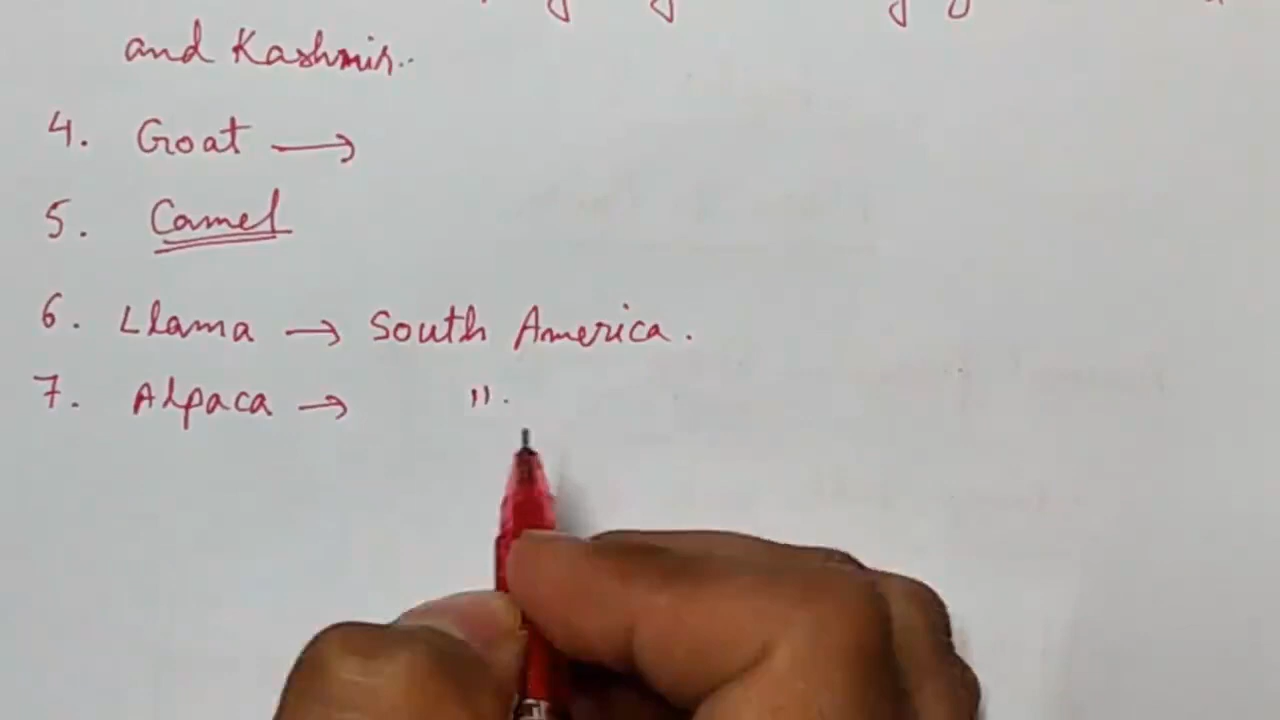 and Kashmir..
4. Goat →
5. Camel
6. Llama → South America.
7. Alpaca → ".